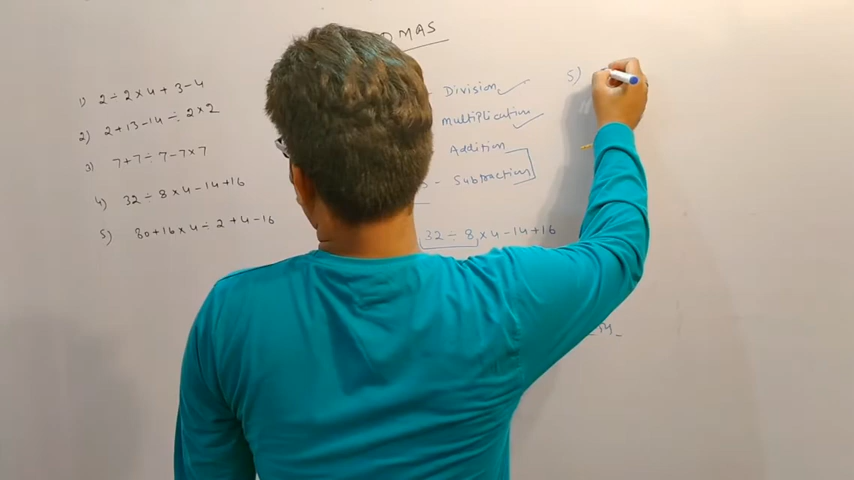 DMAS
1) 2÷2×4+3-4
2) 2+13-14÷2×2
3) 7+7÷7-7×7
4) 32÷8×4-14+16
5) 80+16×4÷2+4-16
- Division
multiplication
Addition
- Subtraction
32÷8×4-14+16
5)